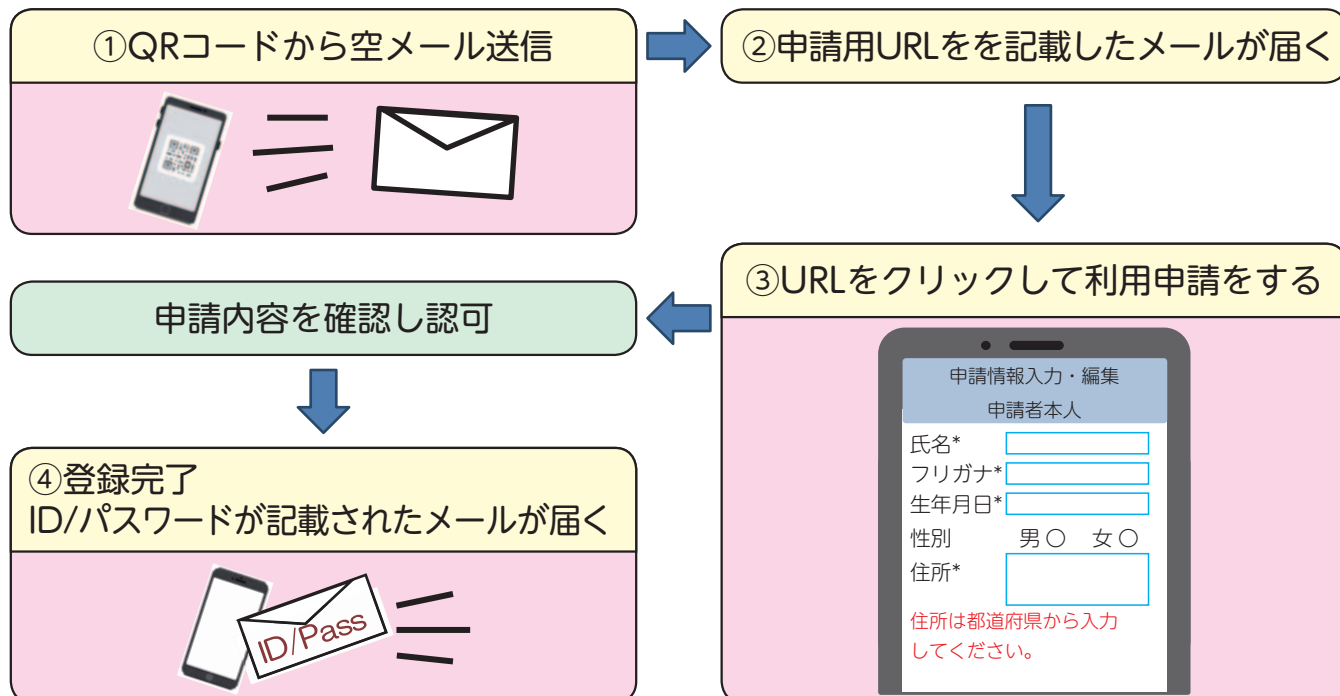 ①QRコードから空メール送信
②申請用URLをを記載したメールが届く
③URLをクリックして利用申請をする
申請情報入力・編集
申請者本人
氏名*
フリガナ*
生年月日*
性別 男○ 女○
住所*
住所は都道府県から入力
してください。
申請内容を確認し認可
④登録完了
ID/パスワードが記載されたメールが届く
ID/Pass